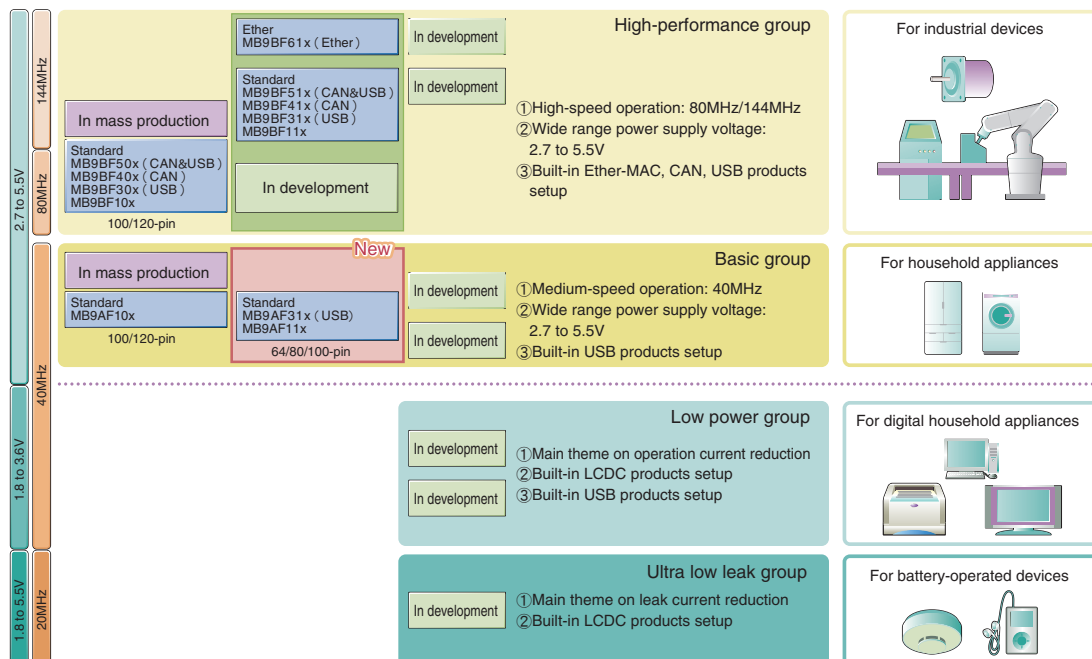 2.7 to 5.5V
1.8 to 3.6V
1.8 to 5.5V
144MHz
80MHz
40MHz
20MHz
High-performance group
In mass production
Standard
MB9BF50x（CAN&USB）
MB9BF40x（CAN）
MB9BF30x（USB）
MB9BF10x
100/120-pin
Ether
MB9BF61x（Ether）
Standard
MB9BF51x（CAN&USB）
MB9BF41x（CAN）
MB9BF31x（USB）
MB9BF11x
In development
In development
In development
①High-speed operation: 80MHz/144MHz
②Wide range power supply voltage:
2.7 to 5.5V
③Built-in Ether-MAC, CAN, USB products
setup
For industrial devices
Basic group
In mass production
Standard
MB9AF10x
100/120-pin
New
Standard
MB9AF31x（USB）
MB9AF11x
64/80/100-pin
In development
In development
①Medium-speed operation: 40MHz
②Wide range power supply voltage:
2.7 to 5.5V
③Built-in USB products setup
For household appliances
Low power group
In development
In development
①Main theme on operation current reduction
②Built-in LCDC products setup
③Built-in USB products setup
For digital household appliances
Ultra low leak group
In development
①Main theme on leak current reduction
②Built-in LCDC products setup
For battery-operated devices